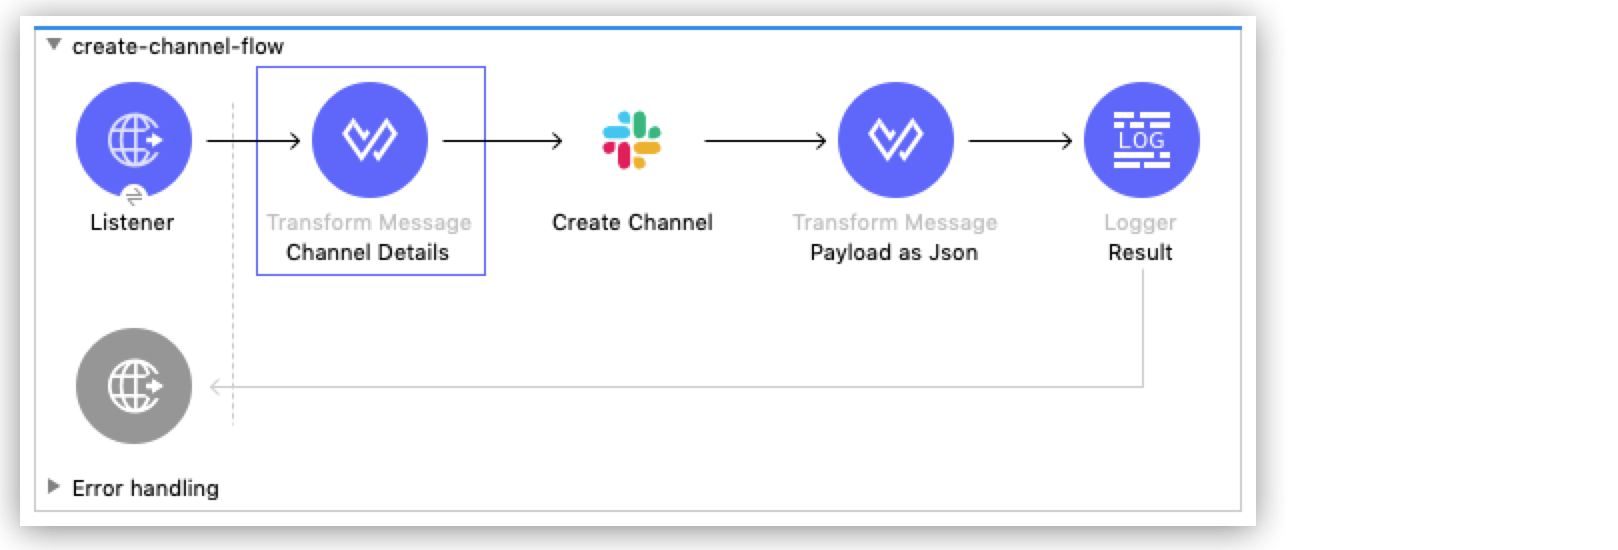 create-channel-flow
LOG
Listener
Transform Message
Channel Details
Create Channel
Transform Message
Payload as Json
Logger
Result
Error handling